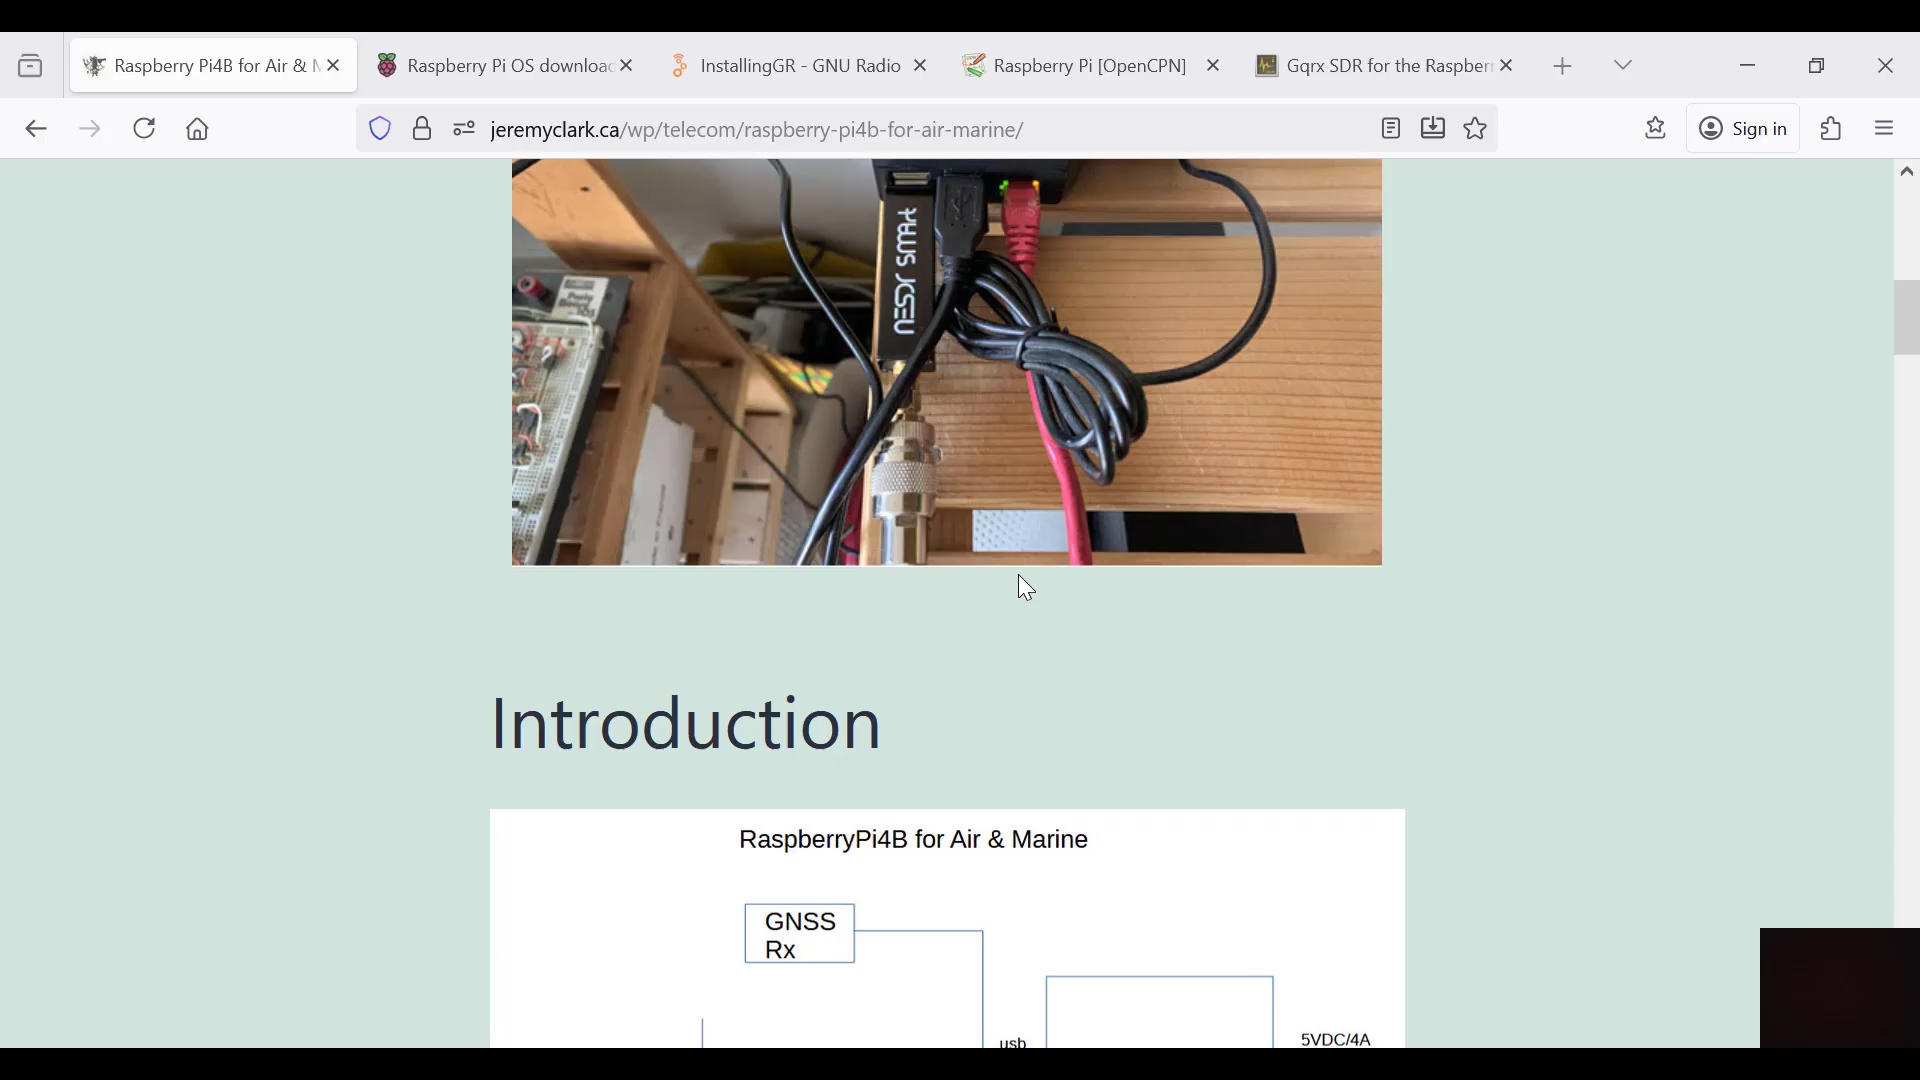 Raspberry Pi4B for Air & M
Raspberry Pi OS downloa
InstallingGR - GNU Radio
Raspberry Pi [OpenCPN]
Gqrx SDR for the Raspber
jeremyclark.ca/wp/telecom/raspberry-pi4b-for-air-marine/
Sign in
NESDR SMArt
Introduction
RaspberryPi4B for Air & Marine
GNSS
Rx
usb
5VDC/4A